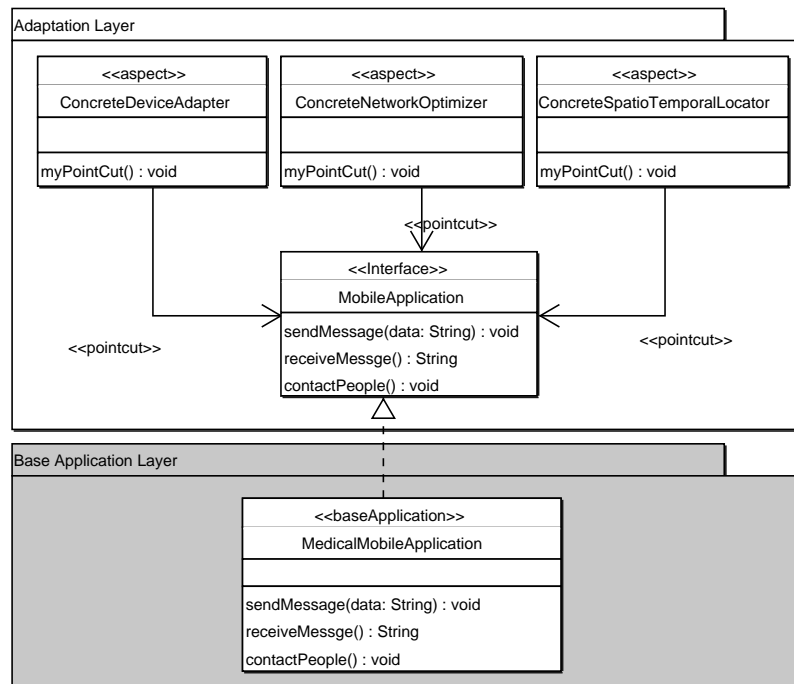 Adaptation Layer
<<aspect>>
ConcreteDeviceAdapter
myPointCut() : void
<<aspect>>
ConcreteNetworkOptimizer
myPointCut() : void
<<aspect>>
ConcreteSpatioTemporalLocator
myPointCut() : void
<<pointcut>>
<<Interface>>
MobileApplication
sendMessage(data: String) : void
receiveMessge() : String
contactPeople() : void
<<pointcut>>
<<pointcut>>
Base Application Layer
<<baseApplication>>
MedicalMobileApplication
sendMessage(data: String) : void
receiveMessge() : String
contactPeople() : void